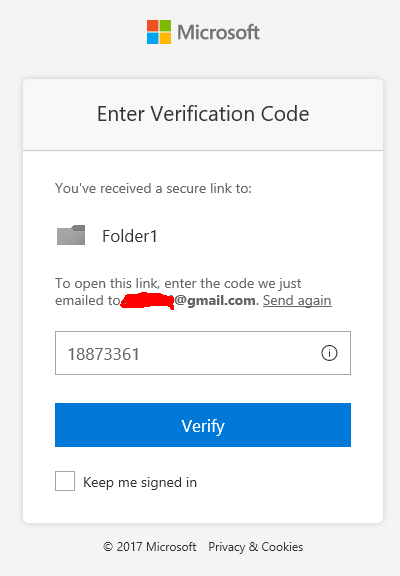 Microsoft
Enter Verification Code
You've received a secure link to:
Folder1
To open this link, enter the code we just
emailed to @gmail.com. Send again
18873361
Verify
Keep me signed in
© 2017 Microsoft Privacy & Cookies